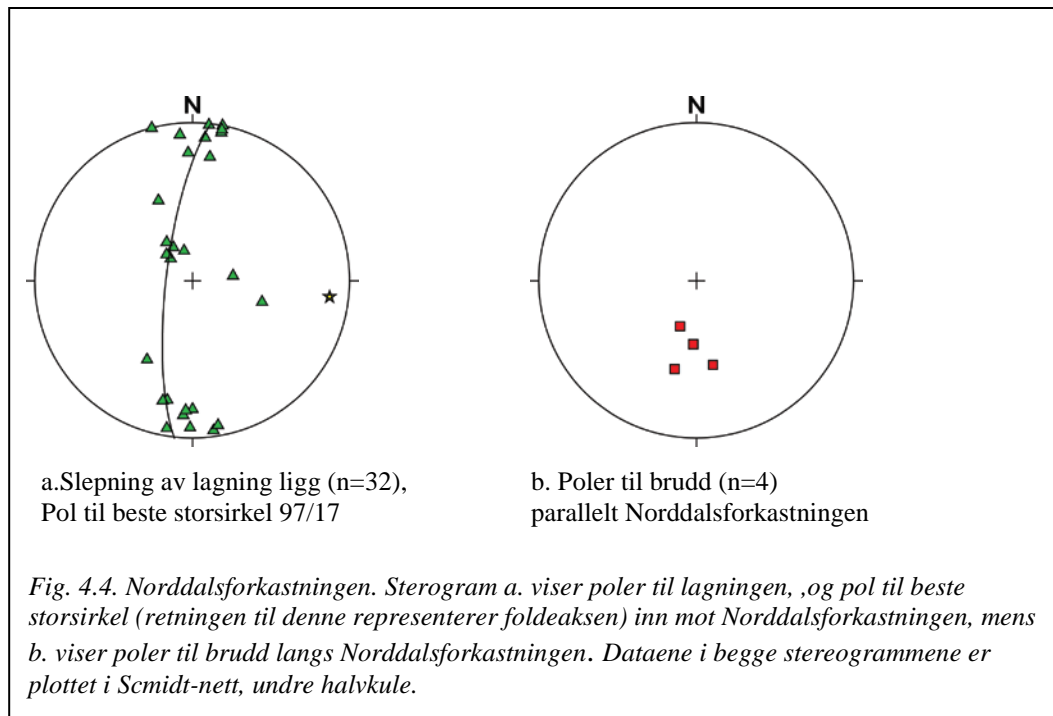 N
N
a.Slepning av lagning ligg (n=32),
Pol til beste storsirkel 97/17
b. Poler til brudd (n=4)
parallelt Norddalsforkastningen
Fig. 4.4. Norddalsforkastningen. Sterogram a. viser poler til lagningen, ,og pol til beste
storsirkel (retningen til denne representerer foldeaksen) inn mot Norddalsforkastningen, mens
b. viser poler til brudd langs Norddalsforkastningen. Dataene i begge stereogrammene er
plottet i Scmidt-nett, undre halvkule.